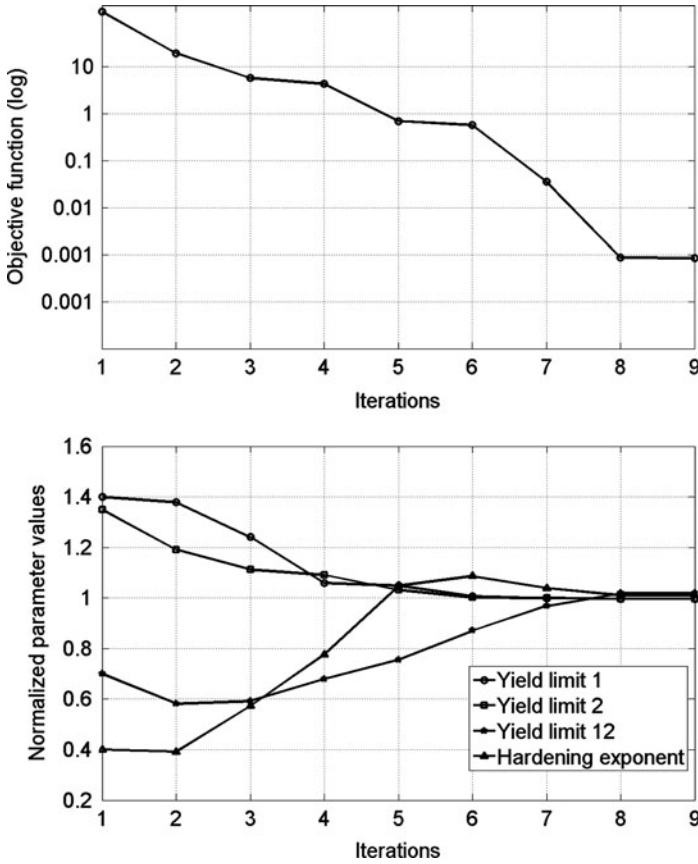 Objective function (log)
10
1
0.1
0.01
0.001
0.001
1 2 3 4 5 6 7 8 9
Iterations
Normalized parameter values
1.6
1.4
1.2
1
0.8
0.6
0.4
0.2
Yield limit 1
Yield limit 2
Yield limit 12
Hardening exponent
1 2 3 4 5 6 7 8 9
Iterations